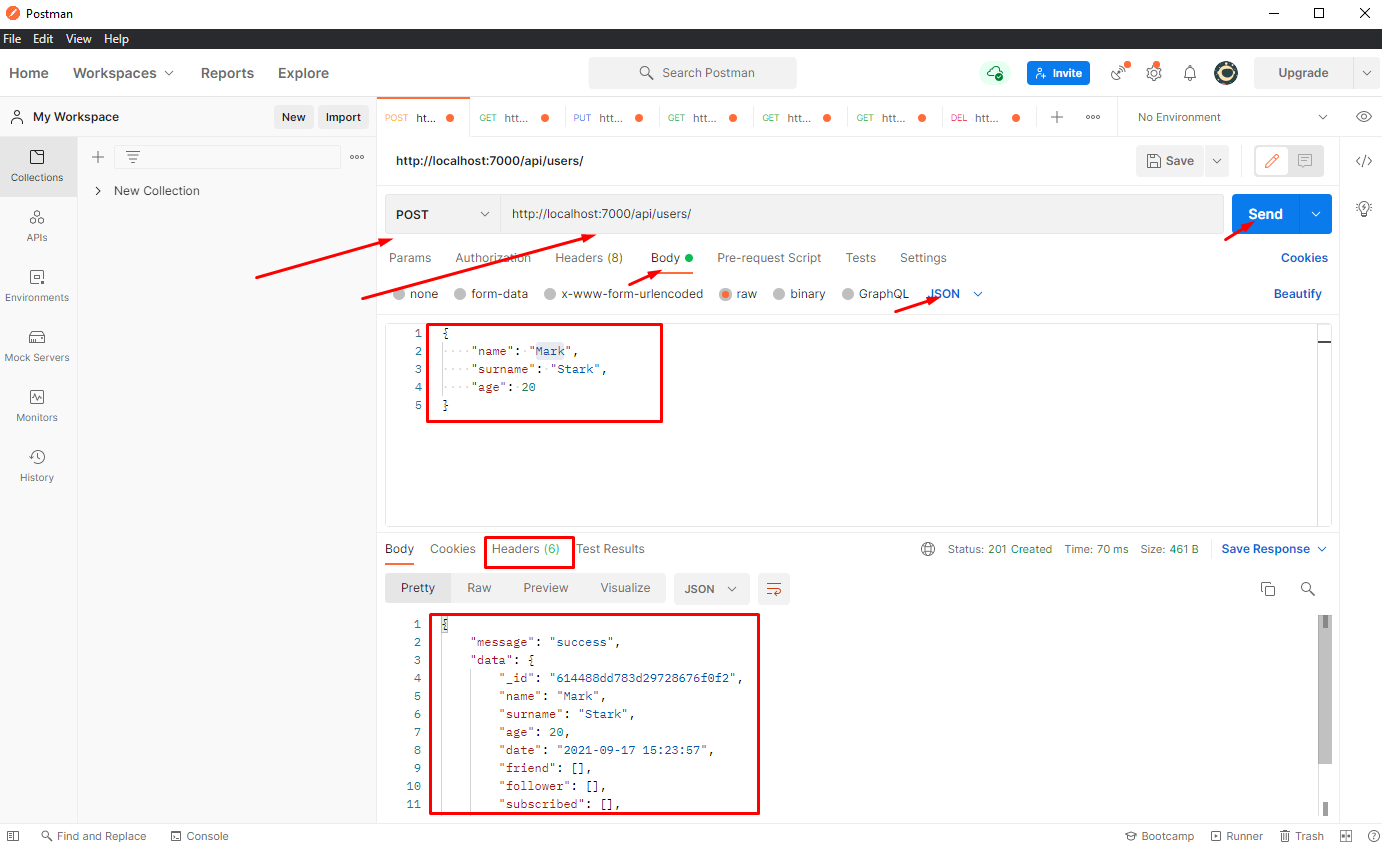 Postman
File Edit View Help
Home Workspaces Reports Explore Search Postman Invite Upgrade
My Workspace New Import POST ht... GET htt... PUT htt... GET htt... GET htt... GET htt... DEL htt... No Environment
Collections
APIs
Environments
Mock Servers
Monitors
History
New Collection
http://localhost:7000/api/users/ Save
POST http://localhost:7000/api/users/ Send
Params Authorization Headers (8) Body Pre-request Script Tests Settings Cookies
none form-data x-www-form-urlencoded raw binary GraphQL JSON Beautify
1 {
2 "name": "Mark",
3 "surname": "Stark",
4 "age": 20
5 }
Body Cookies Headers (6) Test Results Status: 201 Created Time: 70 ms Size: 461 B Save Response
Pretty Raw Preview Visualize JSON
1 {
2 "message": "success",
3 "data": {
4 "_id": "614488dd783d29728676f0f2",
5 "name": "Mark",
6 "surname": "Stark",
7 "age": 20,
8 "date": "2021-09-17 15:23:57",
9 "friend": [],
10 "follower": [],
11 "subscribed": [],
Find and Replace Console Bootcamp Runner Trash